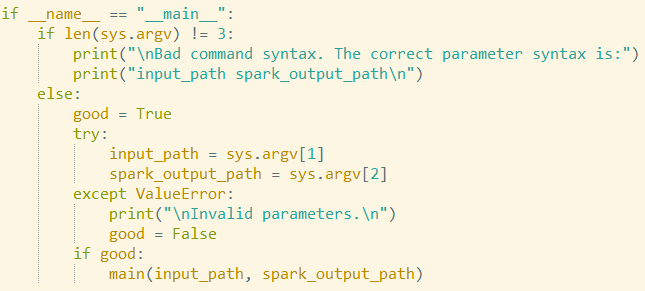 if __name__ == "__main__":
    if len(sys.argv) != 3:
        print("\nBad command syntax. The correct parameter syntax is:")
        print("input_path spark_output_path\n")
    else:
        good = True
        try:
            input_path = sys.argv[1]
            spark_output_path = sys.argv[2]
        except ValueError:
            print("\nInvalid parameters.\n")
            good = False
        if good:
            main(input_path, spark_output_path)